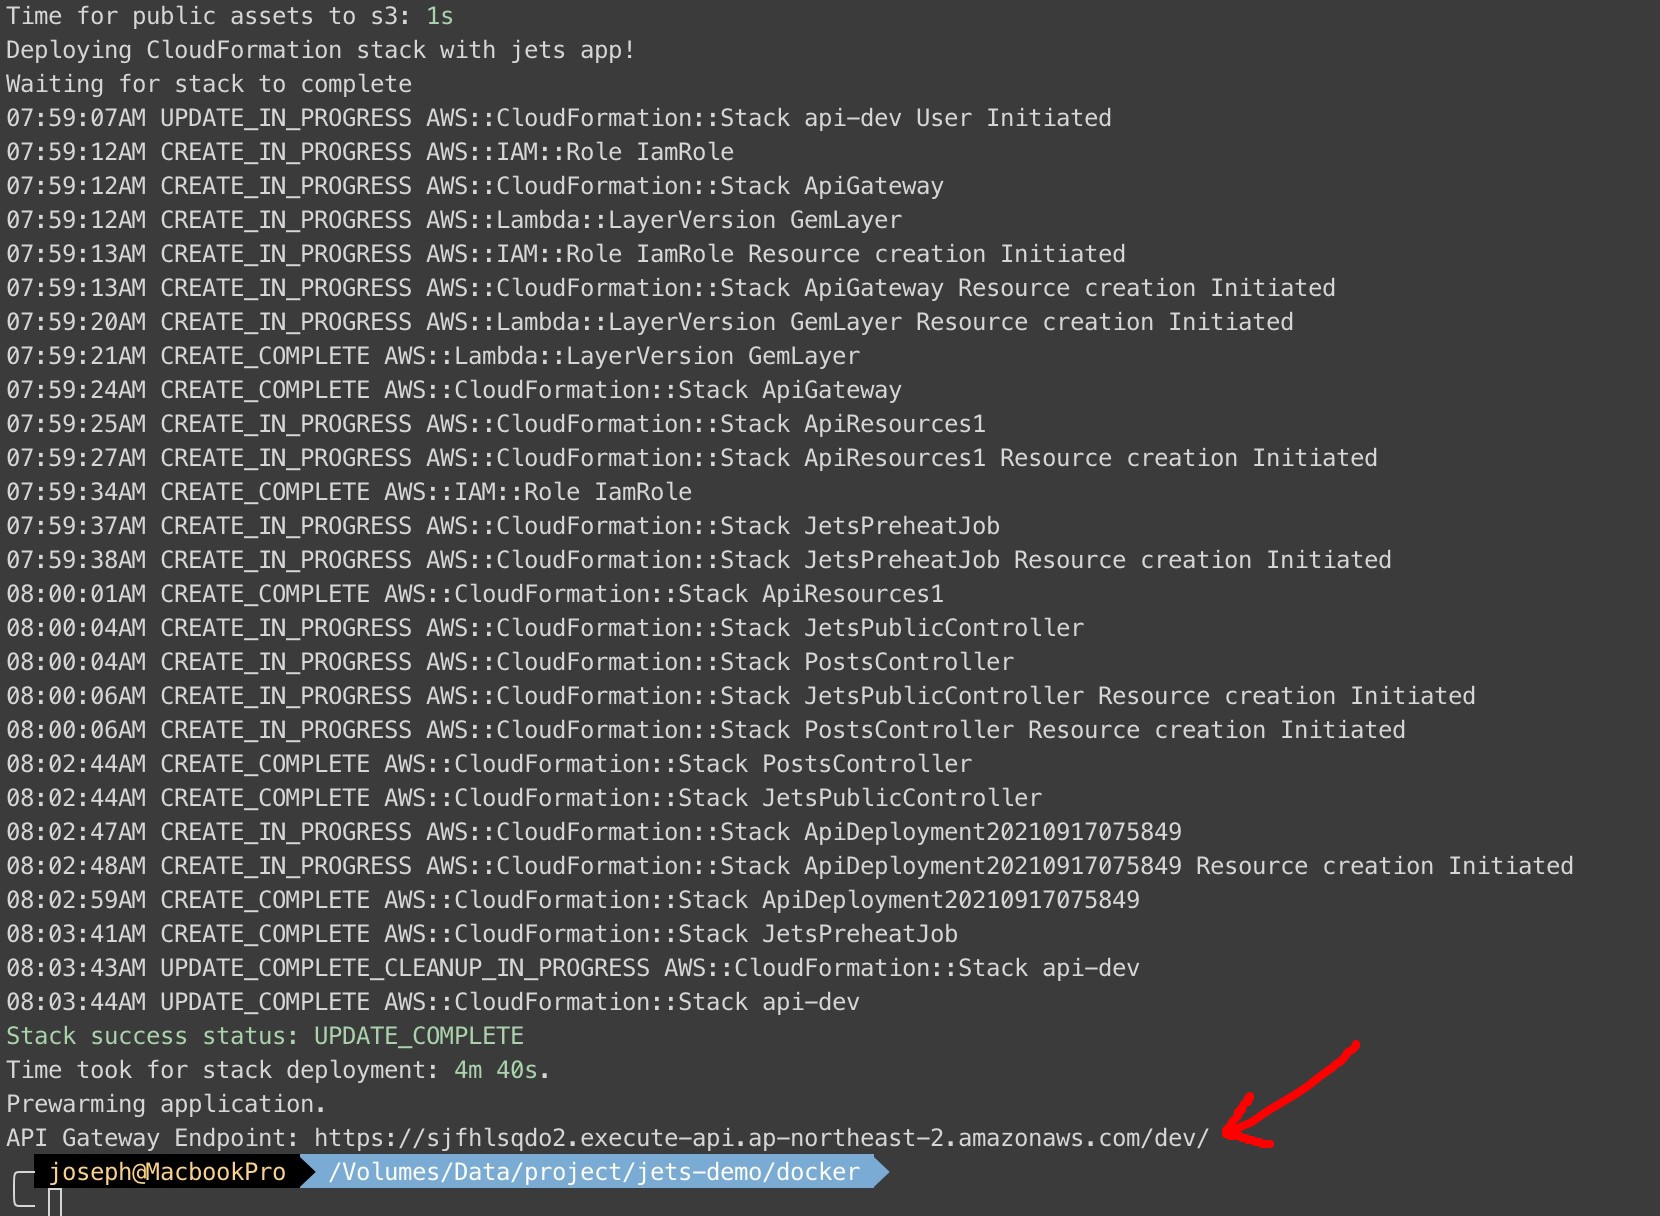 Time for public assets to s3: 1s
Deploying CloudFormation stack with jets app!
Waiting for stack to complete
07:59:07AM UPDATE_IN_PROGRESS AWS::CloudFormation::Stack api-dev User Initiated
07:59:12AM CREATE_IN_PROGRESS AWS::IAM::Role IamRole
07:59:12AM CREATE_IN_PROGRESS AWS::CloudFormation::Stack ApiGateway
07:59:12AM CREATE_IN_PROGRESS AWS::Lambda::LayerVersion GemLayer
07:59:13AM CREATE_IN_PROGRESS AWS::IAM::Role IamRole Resource creation Initiated
07:59:13AM CREATE_IN_PROGRESS AWS::CloudFormation::Stack ApiGateway Resource creation Initiated
07:59:20AM CREATE_IN_PROGRESS AWS::Lambda::LayerVersion GemLayer Resource creation Initiated
07:59:21AM CREATE_COMPLETE AWS::Lambda::LayerVersion GemLayer
07:59:24AM CREATE_COMPLETE AWS::CloudFormation::Stack ApiGateway
07:59:25AM CREATE_IN_PROGRESS AWS::CloudFormation::Stack ApiResources1
07:59:27AM CREATE_IN_PROGRESS AWS::CloudFormation::Stack ApiResources1 Resource creation Initiated
07:59:34AM CREATE_COMPLETE AWS::IAM::Role IamRole
07:59:37AM CREATE_IN_PROGRESS AWS::CloudFormation::Stack JetsPreheatJob
07:59:38AM CREATE_IN_PROGRESS AWS::CloudFormation::Stack JetsPreheatJob Resource creation Initiated
08:00:01AM CREATE_COMPLETE AWS::CloudFormation::Stack ApiResources1
08:00:04AM CREATE_IN_PROGRESS AWS::CloudFormation::Stack JetsPublicController
08:00:04AM CREATE_IN_PROGRESS AWS::CloudFormation::Stack PostsController
08:00:06AM CREATE_IN_PROGRESS AWS::CloudFormation::Stack JetsPublicController Resource creation Initiated
08:00:06AM CREATE_IN_PROGRESS AWS::CloudFormation::Stack PostsController Resource creation Initiated
08:02:44AM CREATE_COMPLETE AWS::CloudFormation::Stack PostsController
08:02:44AM CREATE_COMPLETE AWS::CloudFormation::Stack JetsPublicController
08:02:47AM CREATE_IN_PROGRESS AWS::CloudFormation::Stack ApiDeployment20210917075849
08:02:48AM CREATE_IN_PROGRESS AWS::CloudFormation::Stack ApiDeployment20210917075849 Resource creation Initiated
08:02:59AM CREATE_COMPLETE AWS::CloudFormation::Stack ApiDeployment20210917075849
08:03:41AM CREATE_COMPLETE AWS::CloudFormation::Stack JetsPreheatJob
08:03:43AM UPDATE_COMPLETE_CLEANUP_IN_PROGRESS AWS::CloudFormation::Stack api-dev
08:03:44AM UPDATE_COMPLETE AWS::CloudFormation::Stack api-dev
Stack success status: UPDATE_COMPLETE
Time took for stack deployment: 4m 40s.
Prewarming application.
API Gateway Endpoint: https://sjfhlsqdo2.execute-api.ap-northeast-2.amazonaws.com/dev/
joseph@MacbookPro /Volumes/Data/project/jets-demo/docker